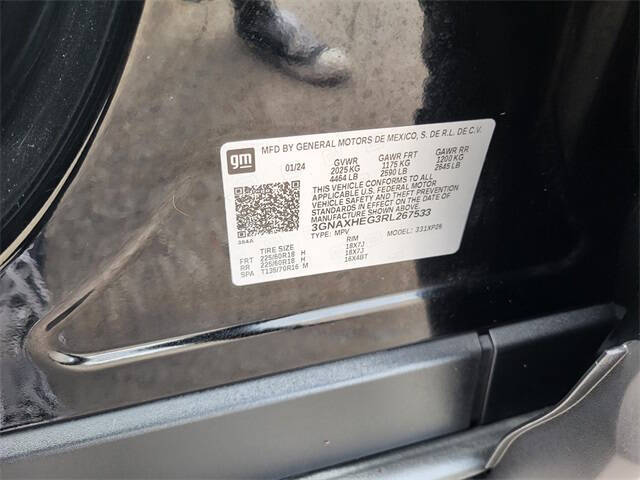 gm
MFD BY GENERAL MOTORS DE MEXICO, S. DE R.L. DE C.V.
01/24 GVWR GAWR FRT GAWR RR
2025 KG 1175 KG 1200 KG
4464 LB 2590 LB 2645 LB
THIS VEHICLE CONFORMS TO ALL
APPLICABLE U.S. FEDERAL MOTOR
VEHICLE SAFETY, BUMPER, AND THEFT
PREVENTION STANDARDS IN EFFECT ON
THE DATE OF MANUFACTURE SHOWN ABOVE.
3GNAXHEG3RL267533
TYPE: MPV MODEL: 331XP26
TIRE SIZE RIM
FRT 225/60R18 H 18X7J
RR 225/60R18 H 18X7J
SPA T135/70R16 M 16X4BT